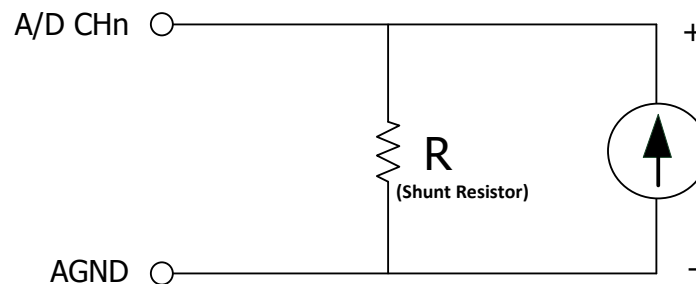 A/D CHn
+
R
(Shunt Resistor)
AGND
-